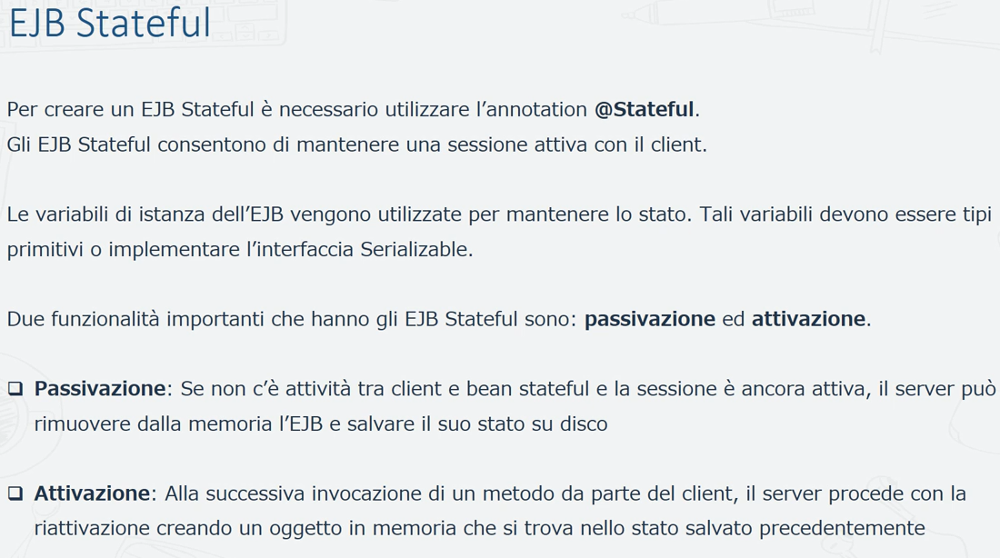 EJB Stateful
Per creare un EJB Stateful è necessario utilizzare l’annotation @Stateful.
Gli EJB Stateful consentono di mantenere una sessione attiva con il client.
Le variabili di istanza dell’EJB vengono utilizzate per mantenere lo stato. Tali variabili devono essere tipi
primitivi o implementare l’interfaccia Serializable.
Due funzionalità importanti che hanno gli EJB Stateful sono: passivazione ed attivazione.
❑ Passivazione: Se non c’è attività tra client e bean stateful e la sessione è ancora attiva, il server può
rimuovere dalla memoria l’EJB e salvare il suo stato su disco
❑ Attivazione: Alla successiva invocazione di un metodo da parte del client, il server procede con la
riattivazione creando un oggetto in memoria che si trova nello stato salvato precedentemente